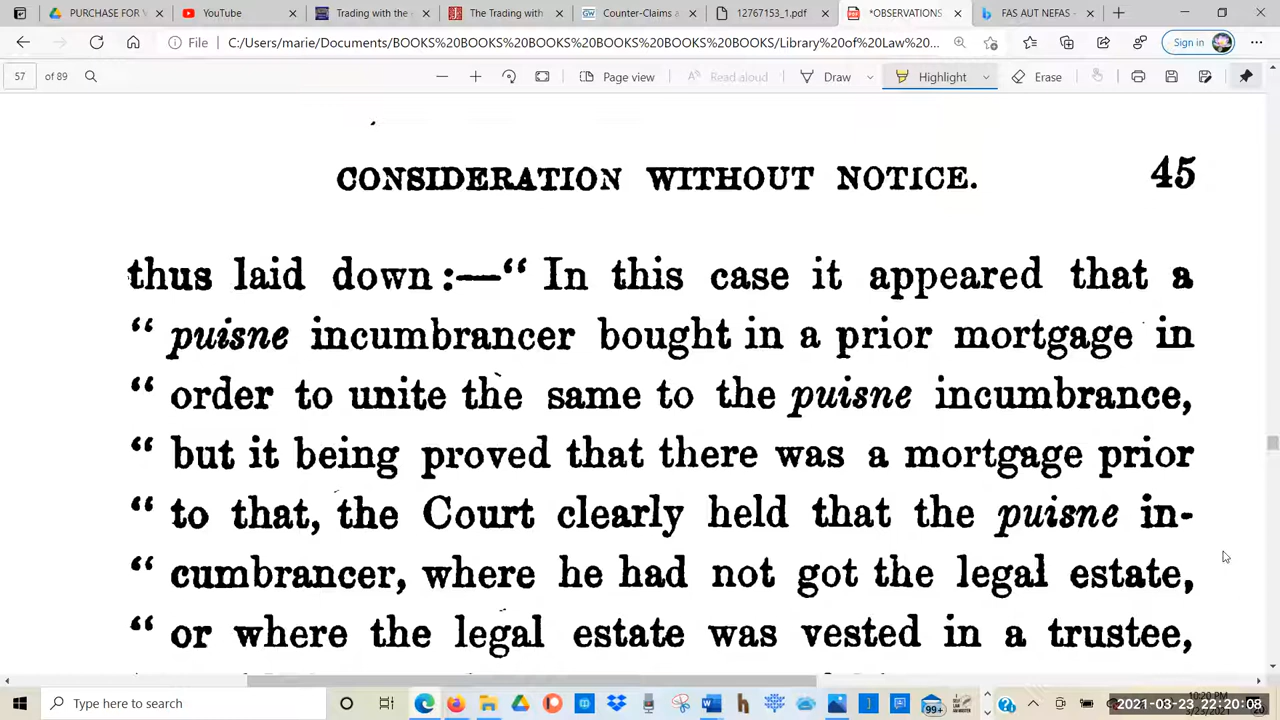 PURCHASE FOR V
YouTube
Trading with the
The Trading with
Counter-Claims a
12767153_1.pdf
*OBSERVATIONS
FAS AUT NEFAS -
File
C:/Users/marie/Documents/BOOKS%20BOOKS%20BOOKS%20BOOKS%20BOOKS%20BOOKS/Library%20of%20Law%20...
Sign in
57 of 89
Page view
Read aloud
Draw
Highlight
Erase
CONSIDERATION WITHOUT NOTICE. 45
thus laid down :—“ In this case it appeared that a
“ puisne incumbrancer bought in a prior mortgage in
“ order to unite the same to the puisne incumbrance,
“ but it being proved that there was a mortgage prior
“ to that, the Court clearly held that the puisne in-
“ cumbrancer, where he had not got the legal estate,
“ or where the legal estate was vested in a trustee,
Type here to search
99+
10:20 PM
2021-03-23 22:20:08